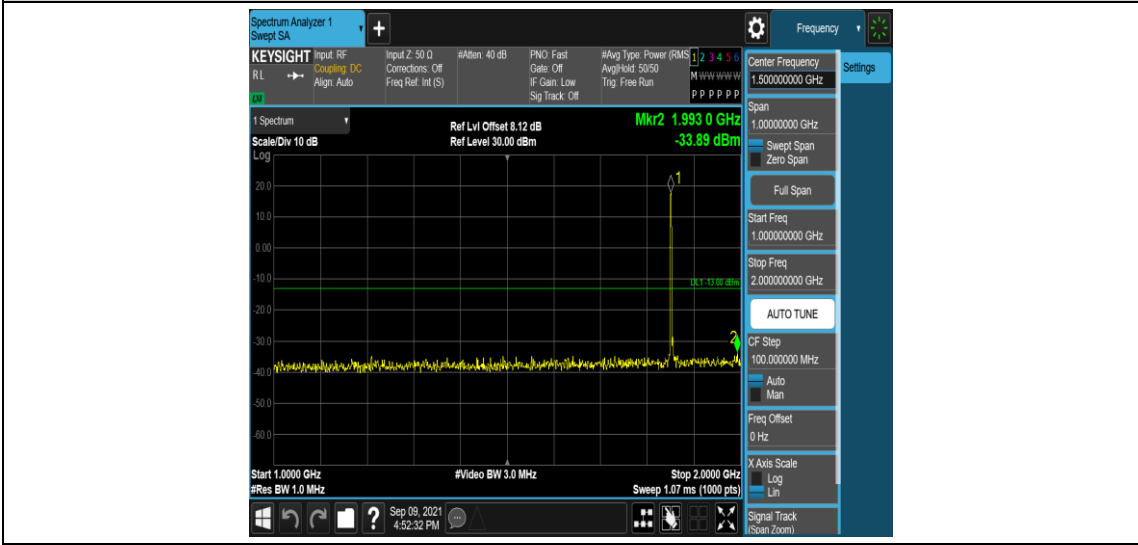 Spectrum Analyzer 1
Swept SA
+
Frequency
KEYSIGHT
RL
LXI
Input: RF
Coupling: DC
Align: Auto
Input Z: 50 Ω
Corrections: Off
Freq Ref: Int (S)
#Atten: 40 dB
PNO: Fast
Gate: Off
IF Gain: Low
Sig Track: Off
#Avg Type: Power (RMS
Avg|Hold: 50/50
Trig: Free Run
1 2 3 4 5 6
M W W W W W
P P P P P P
1 Spectrum
Scale/Div 10 dB
Log
Ref Lvl Offset 8.12 dB
Ref Level 30.00 dBm
Mkr2 1.993 0 GHz
-33.89 dBm
1
20.0
10.0
0.00
-10.0
DL1 -13.00 dBm
-20.0
-30.0
2
-40.0
-50.0
-60.0
Start 1.0000 GHz
#Res BW 1.0 MHz
#Video BW 3.0 MHz
Stop 2.0000 GHz
Sweep 1.07 ms (1000 pts)
?
Sep 09, 2021
4:52:32 PM
Center Frequency
1.500000000 GHz
Settings
Span
1.00000000 GHz
Swept Span
Zero Span
Full Span
Start Freq
1.000000000 GHz
Stop Freq
2.000000000 GHz
AUTO TUNE
CF Step
100.000000 MHz
Auto
Man
Freq Offset
0 Hz
X Axis Scale
Log
Lin
Signal Track
(Span Zoom)